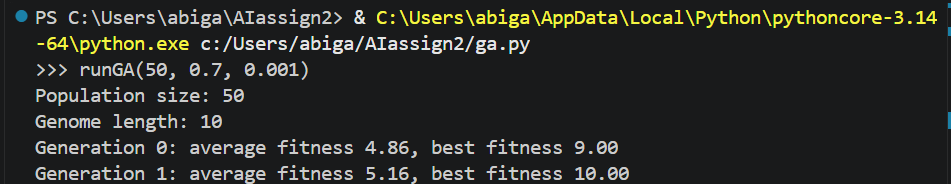 PS C:\Users\abiga\AIassign2> & C:\Users\abiga\AppData\Local\Python\pythoncore-3.14
-64\python.exe c:/Users/abiga/AIassign2/ga.py
>>> runGA(50, 0.7, 0.001)
Population size: 50
Genome length: 10
Generation 0: average fitness 4.86, best fitness 9.00
Generation 1: average fitness 5.16, best fitness 10.00